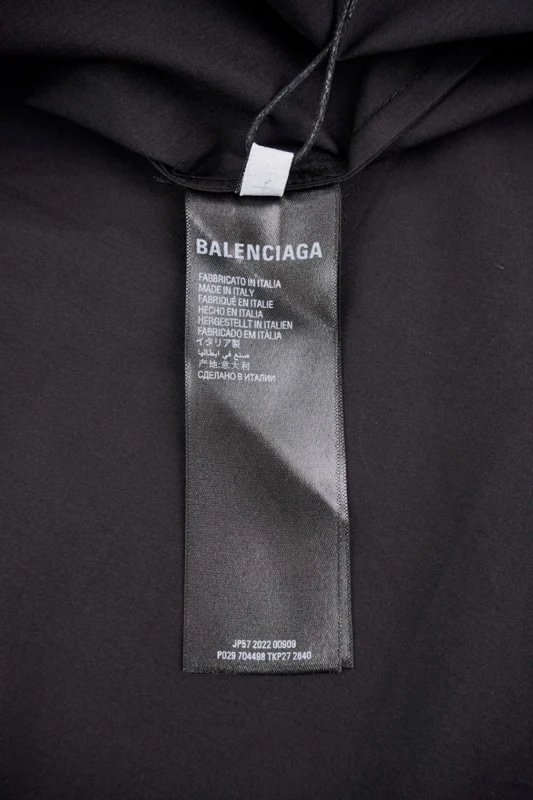 BALENCIAGA
FABBRICATO IN ITALIA
MADE IN ITALY
FABRIQUÉ EN ITALIE
HECHO EN ITALIA
HERGESTELLT IN ITALIEN
FABRICADO EM ITÁLIA
イタリア製
صنع في ايطاليا
产地:意大利
СДЕЛАНО В ИТАЛИИ
JP57 2022 00909
P029 704498 TKP27 2840